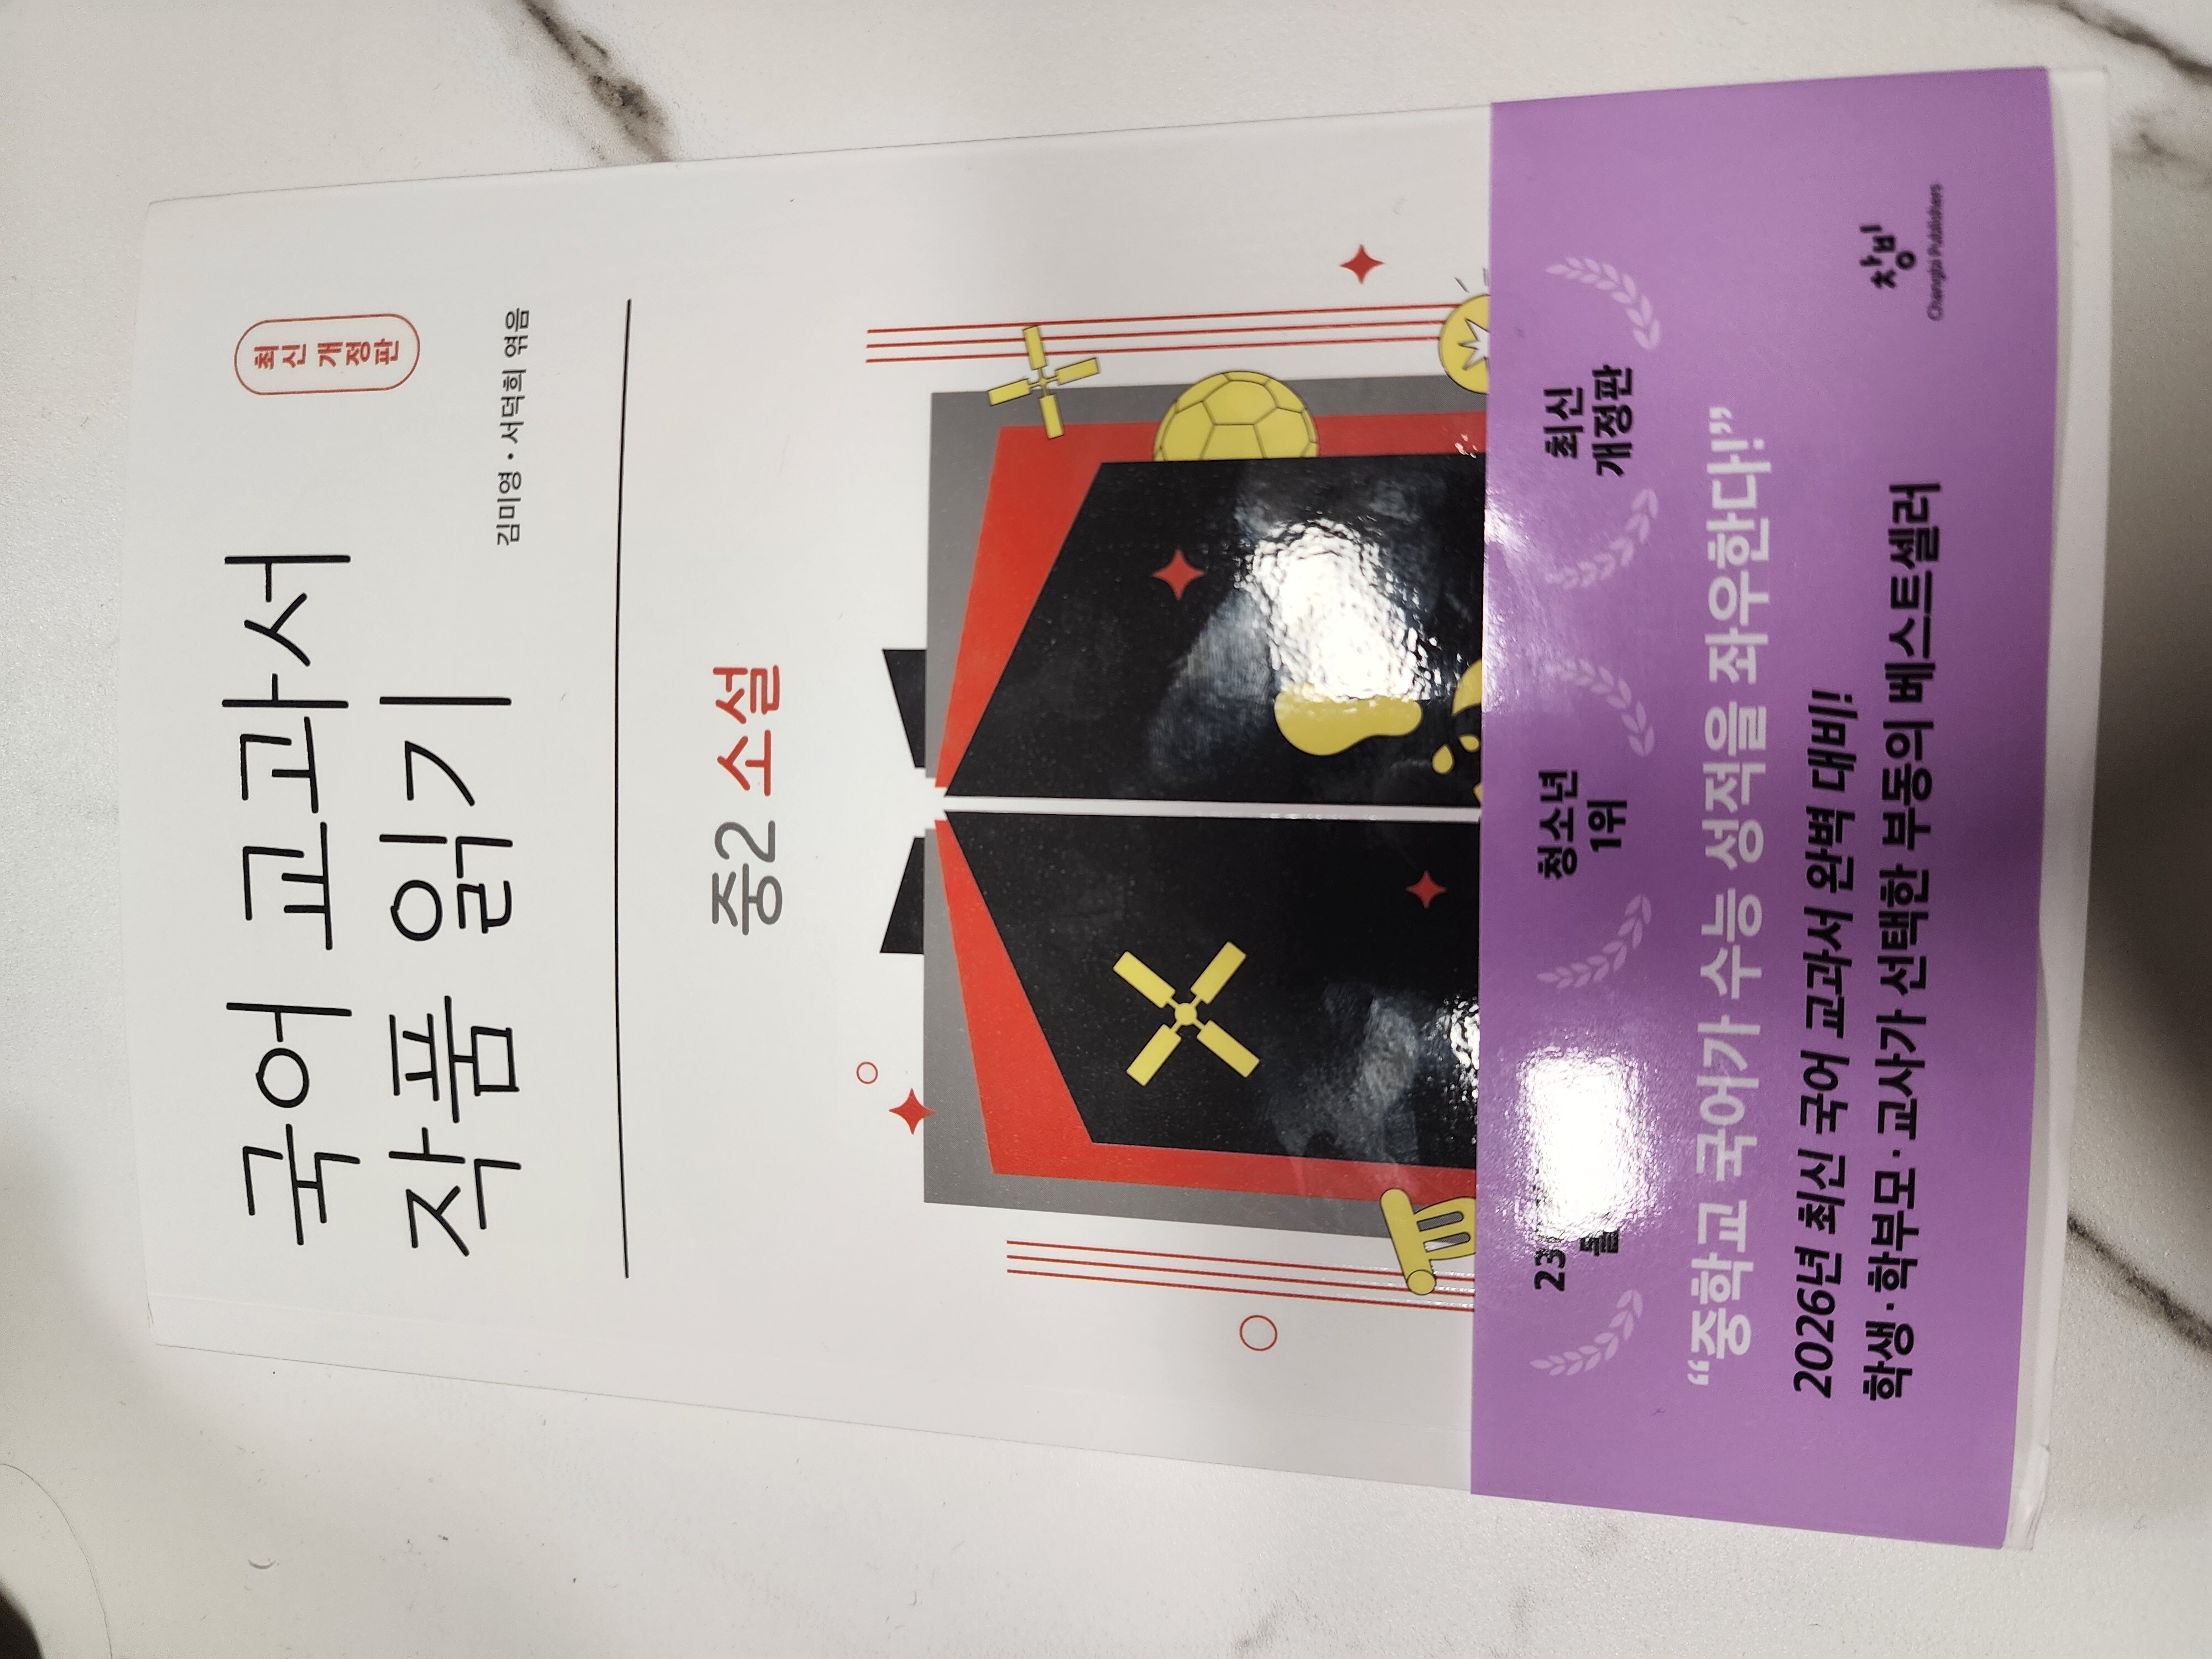 국어 교과서
작품 읽기
최신 개정판
김미영·서덕희 엮음
중2 소설
23
청소년
1위
최신
개정판
“중학교 국어가 수능 성적을 좌우한다!”
2026년 최신 국어 교과서 완벽 대비!
학생·학부모·교사가 선택한 부동의 베스트셀러
창비
Changbi Publishers